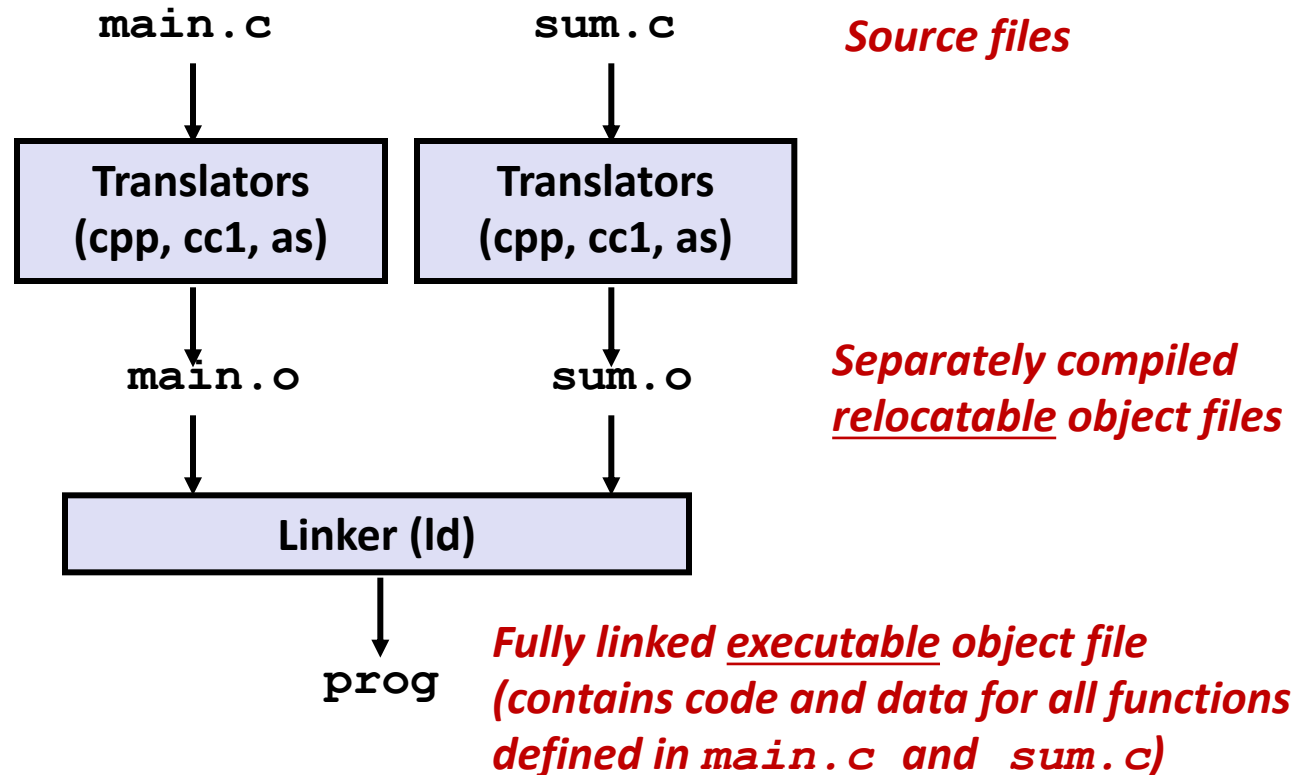 main.c
sum.c
Source files
Translators
(cpp, cc1, as)
Translators
(cpp, cc1, as)
main.o
sum.o
Separately compiled
relocatable object files
Linker (ld)
prog
Fully linked executable object file
(contains code and data for all functions
defined in main.c and sum.c)